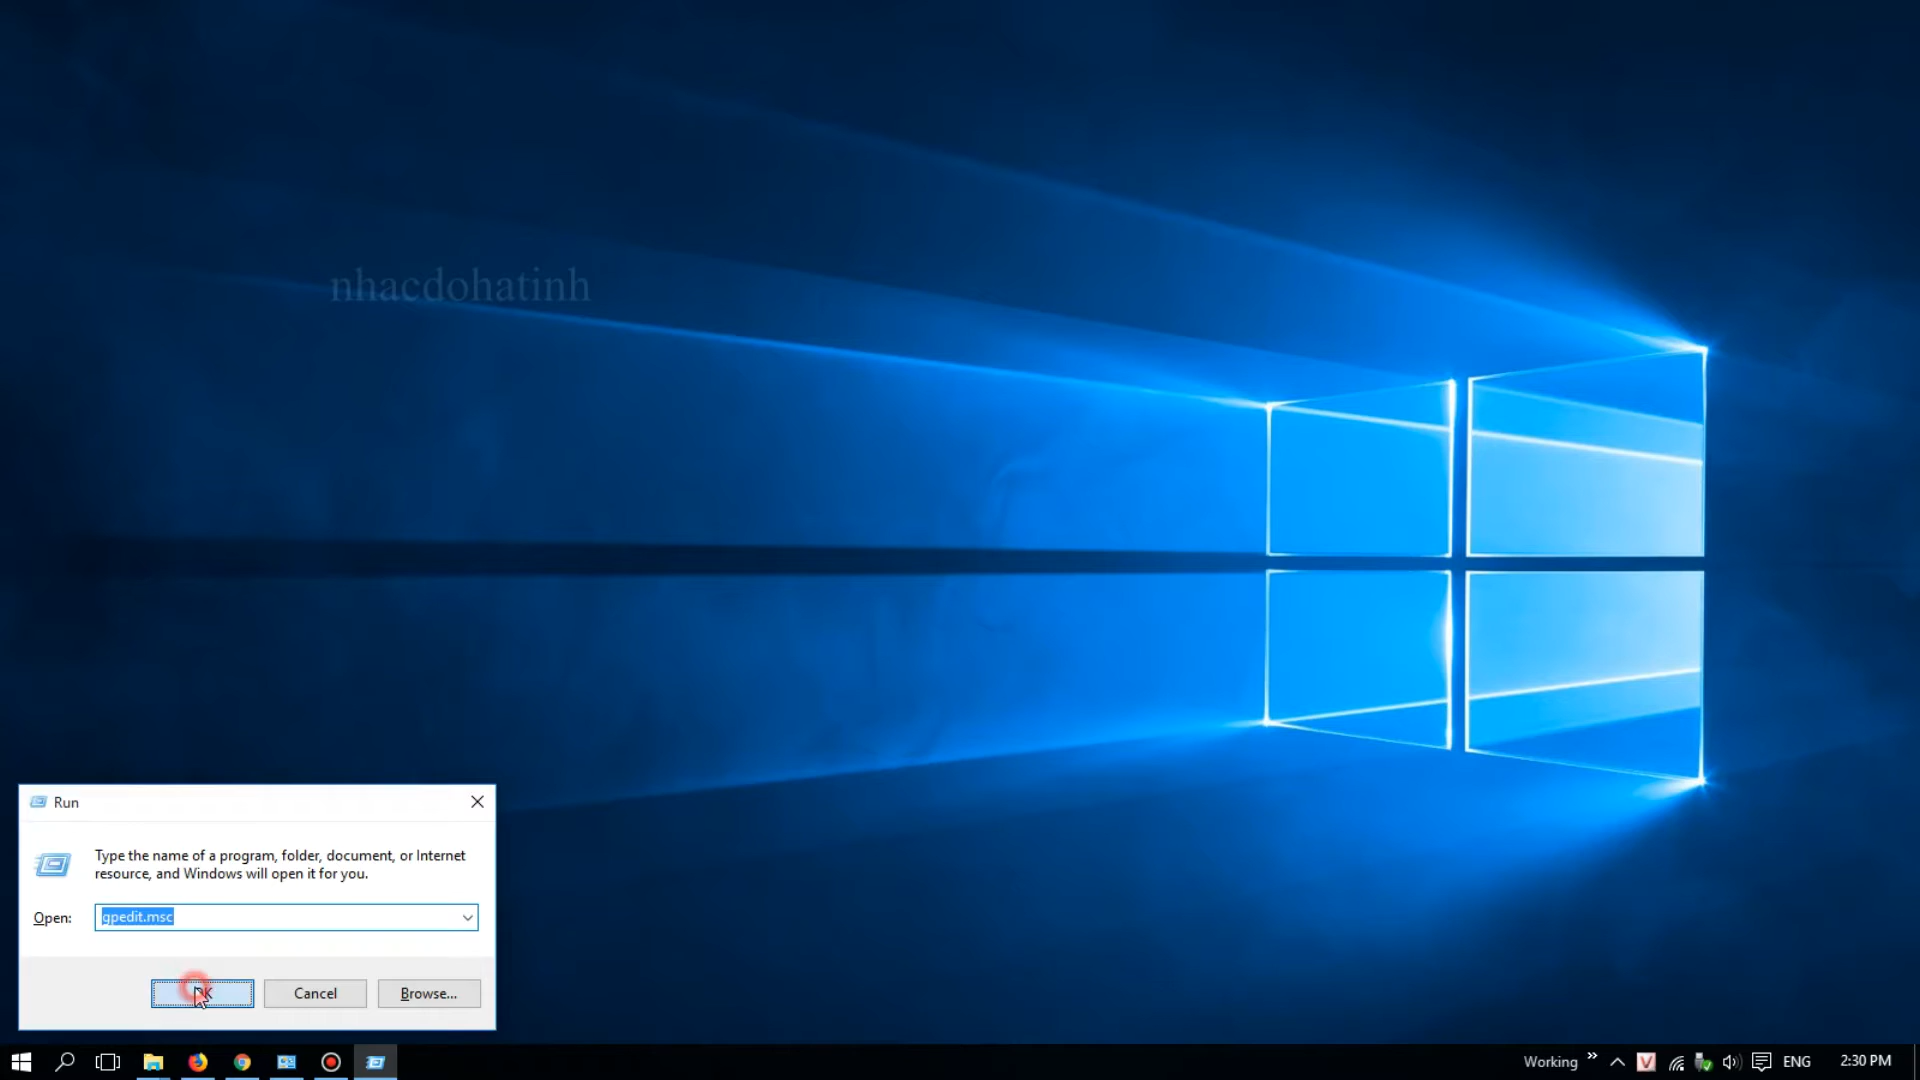 nhacdohatinh
Run
Type the name of a program, folder, document, or Internet
resource, and Windows will open it for you.
Open:
gpedit.msc
OK
Cancel
Browse...
Working
V
ENG
2:30 PM